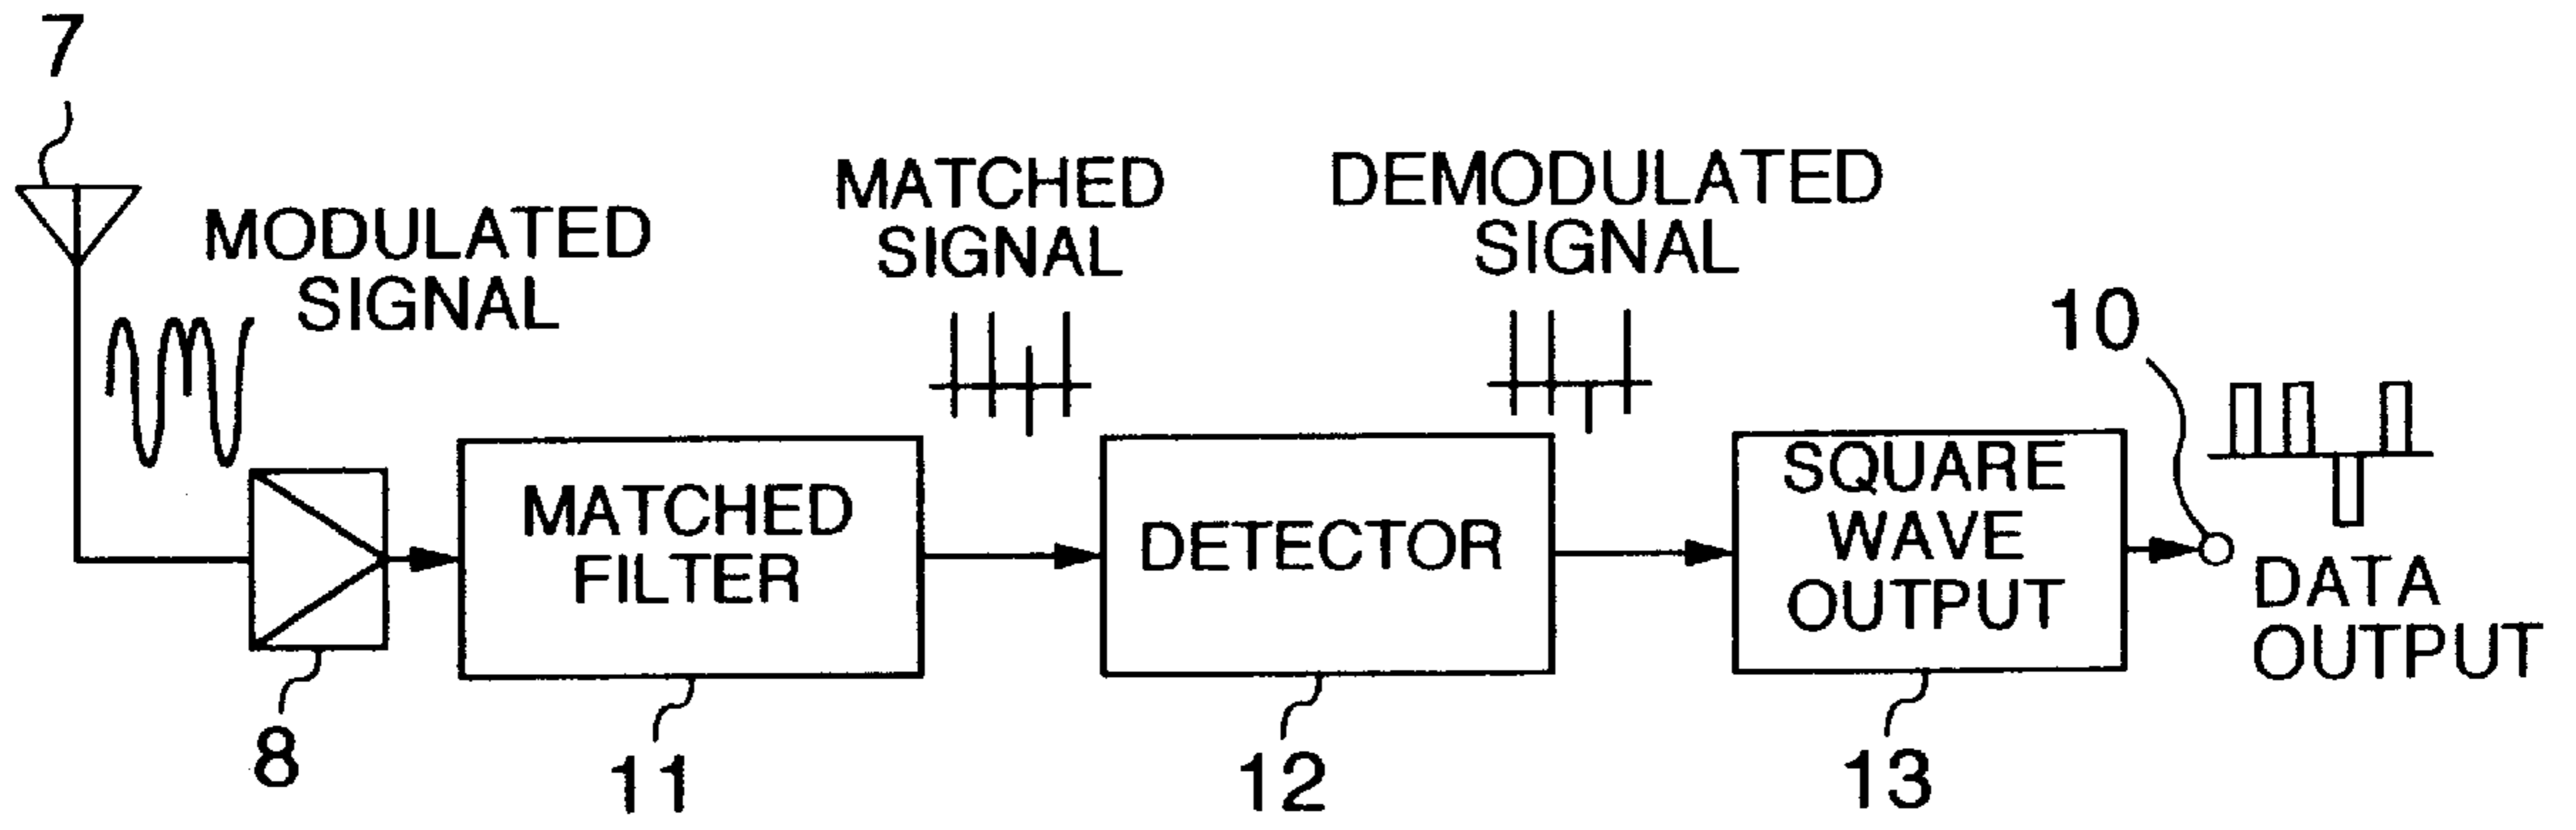 7
MODULATED
SIGNAL
MATCHED
SIGNAL
DEMODULATED
SIGNAL
10
MATCHED
FILTER
DETECTOR
SQUARE
WAVE
OUTPUT
DATA
OUTPUT
8
11
12
13